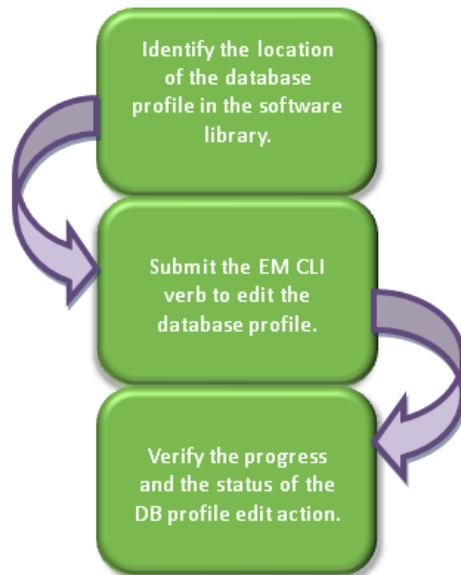 Identify the location
of the database
profile in the software
library.
Submit the EM CLI
verb to edit the
database profile.
Verify the progress
and the status of the
DB profile edit action.